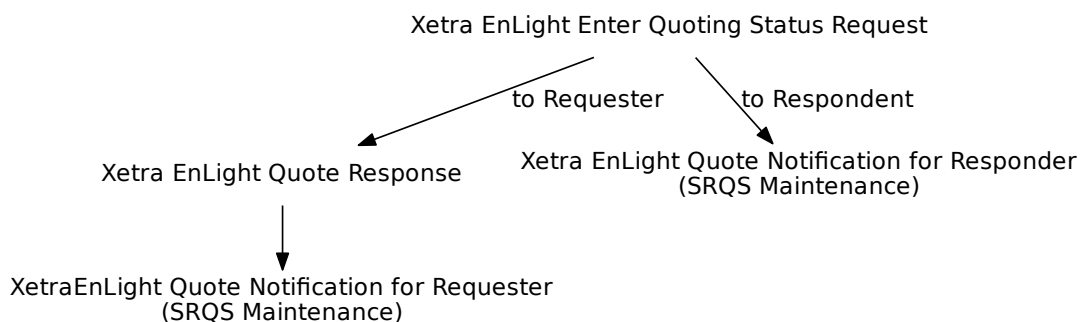 Xetra EnLight Enter Quoting Status Request
to Requester
to Respondent
Xetra EnLight Quote Response
Xetra EnLight Quote Notification for Responder
(SRQS Maintenance)
XetraEnLight Quote Notification for Requester
(SRQS Maintenance)